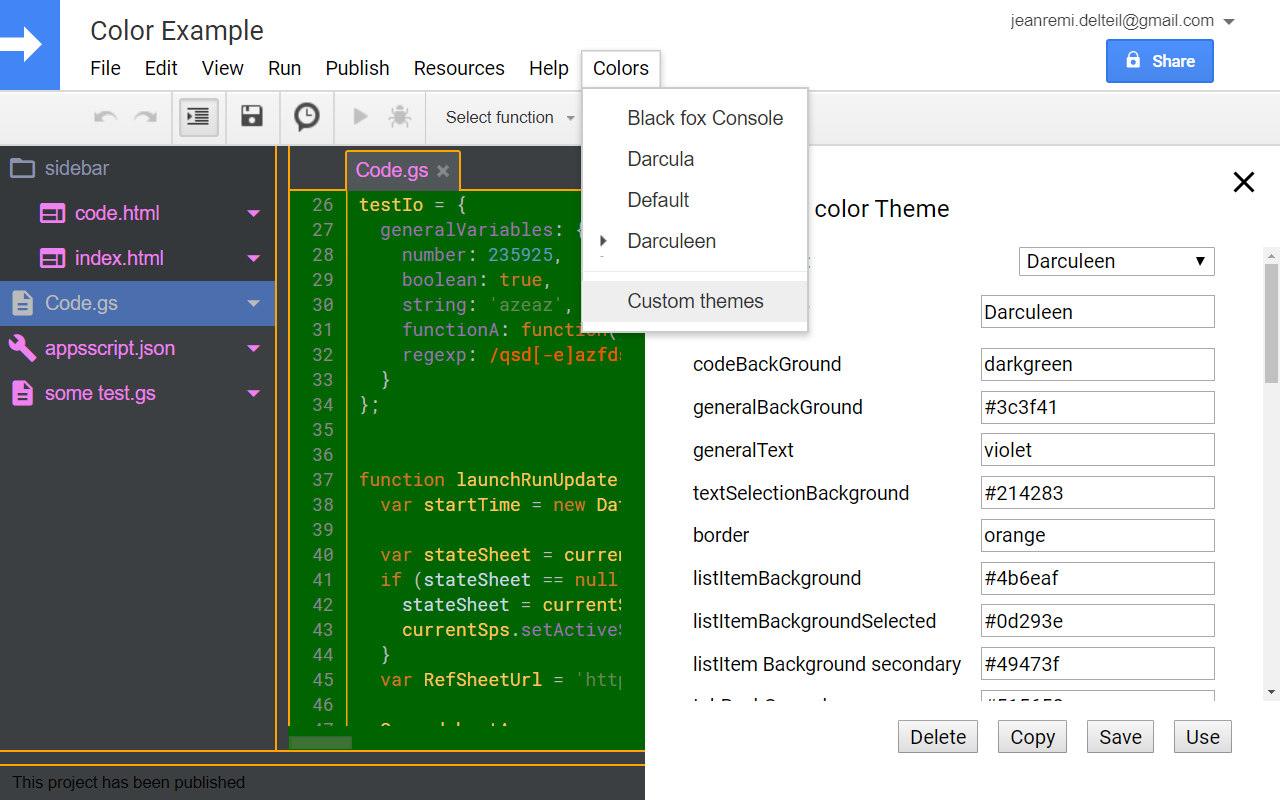 Color Example
jeanremi.delteil@gmail.com
File Edit View Run Publish Resources Help Colors
Share
Select function
Black fox Console
Darcula
Default
Darculeen
Custom themes
sidebar
code.html
index.html
Code.gs
appsscript.json
some test.gs
Code.gs
26 testIo = {
27 generalVariables: {
28 number: 235925,
29 boolean: true,
30 string: 'azeaz',
31 functionA: function(
32 regexp: /qsd[-e]azfds
33 }
34 };
35
36
37 function launchRunUpdate
38 var startTime = new Dat
39
40 var stateSheet = curren
41 if (stateSheet == null
42 stateSheet = currentS
43 currentSps.setActiveS
44 }
45 var RefSheetUrl = 'http
46
47
color Theme
Darculeen
Darculeen
codeBackGround darkgreen
generalBackGround #3c3f41
generalText violet
textSelectionBackground #214283
border orange
listItemBackground #4b6eaf
listItemBackgroundSelected #0d293e
listItem Background secondary #49473f
Delete Copy Save Use
This project has been published